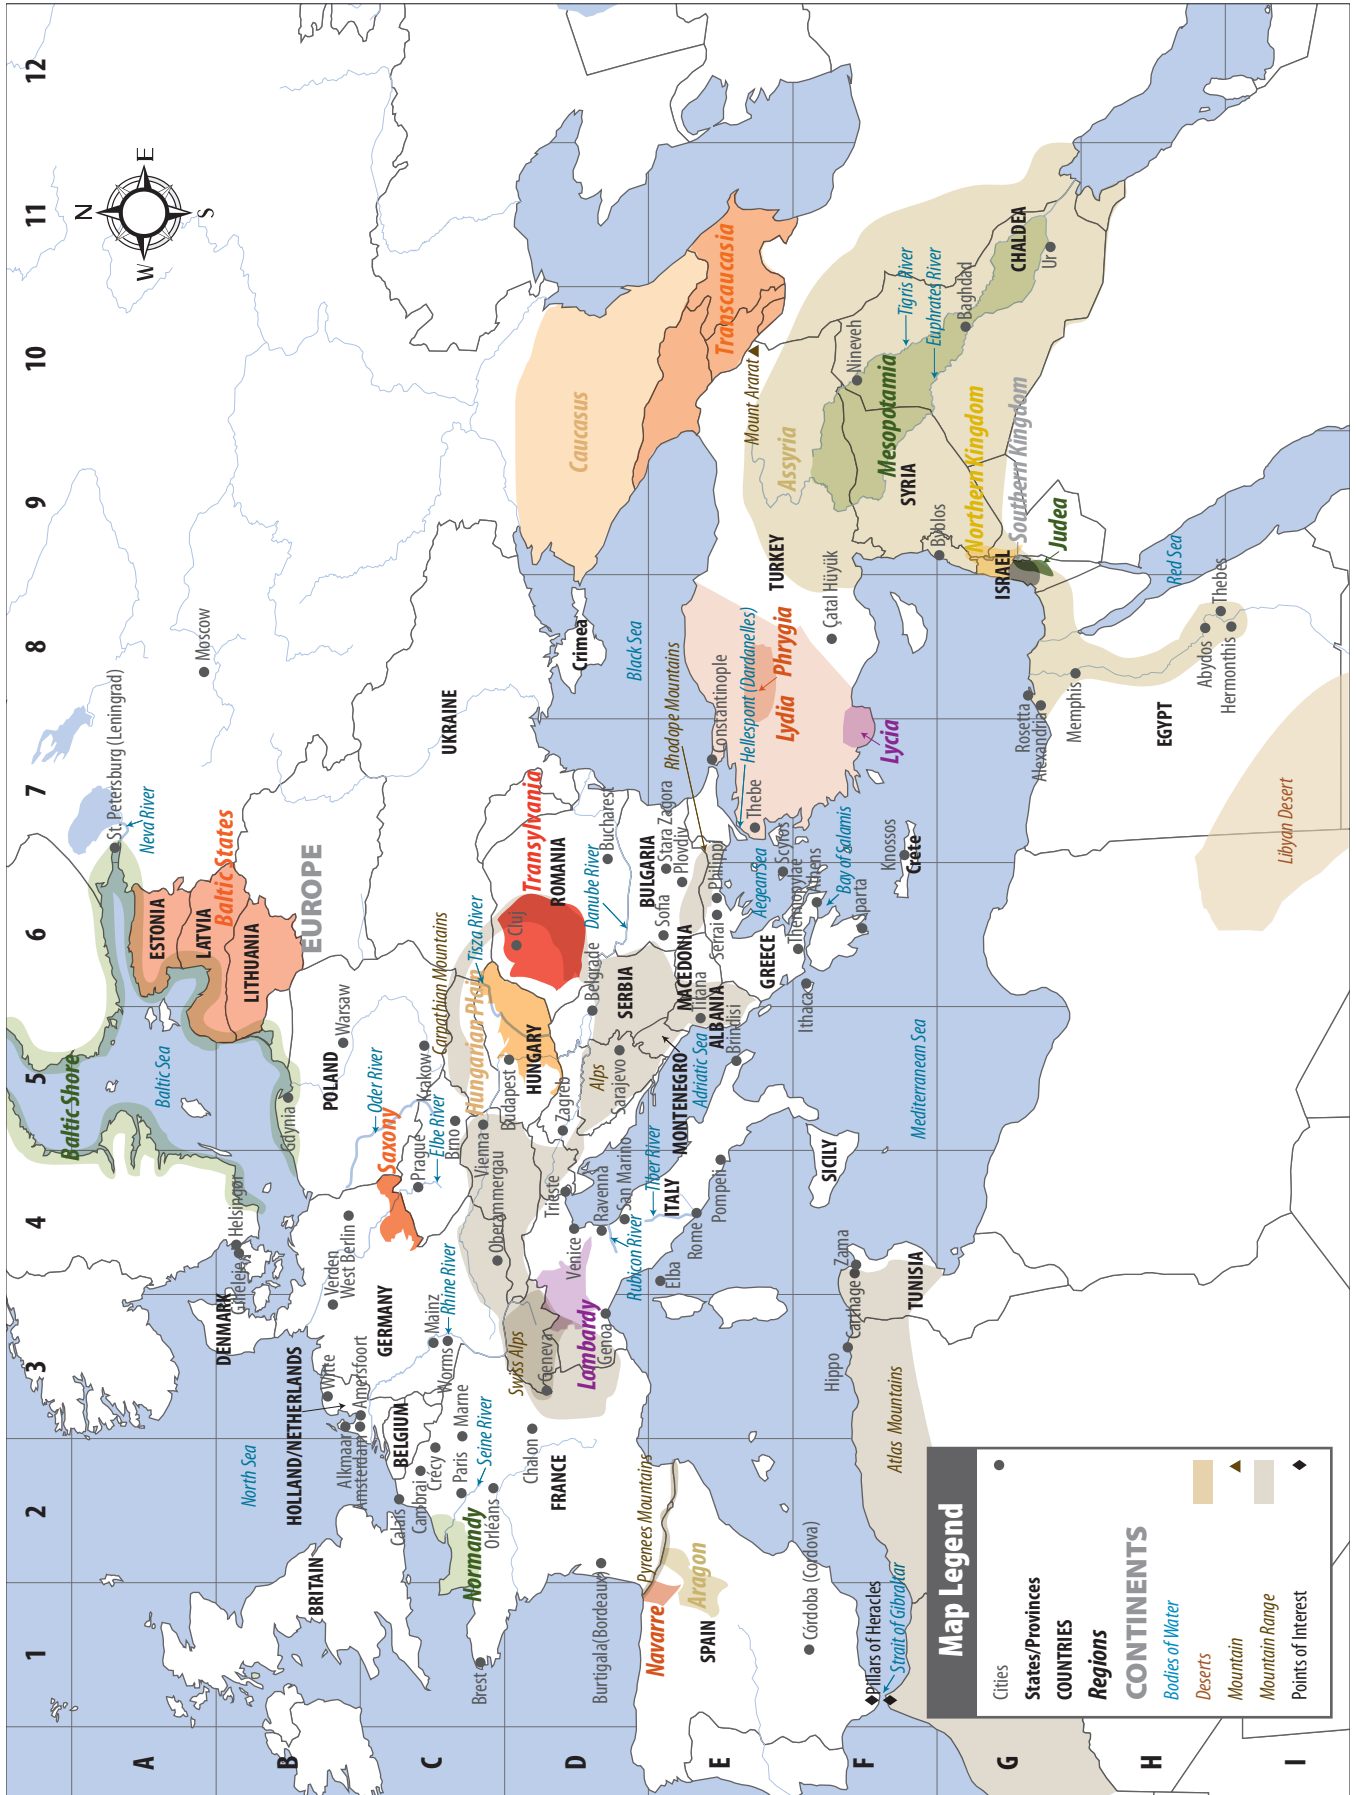 1
2
3
4
5
6
7
8
9
10
11
12
A
B
C
D
E
F
G
H
I
N
E
S
W
Baltic Shore
Baltic Sea
St. Petersburg (Leningrad)
Neva River
Moscow
ESTONIA
LATVIA
Baltic States
LITHUANIA
EUROPE
Helsingør
Gilleleje
DENMARK
Gdynia
North Sea
HOLLAND/NETHERLANDS
BRITAIN
Witte
Verden
West Berlin
POLAND
Warsaw
Alkmaar
Amsterdam
Amersfoort
GERMANY
Oder River
Saxony
BELGIUM
Calais
Cambrai
Crécy
Paris
Marne
Seine River
Orléans
Normandy
Brest
Mainz
Worms
Rhine River
Prague
Elbe River
Krakow
Brno
Carpathian Mountains
Tisza River
Hungarian Plain
UKRAINE
Vienna
Oberammergau
Budapest
HUNGARY
Cluj
Transylvania
ROMANIA
Swiss Alps
Geneva
Chalon
FRANCE
Lambardy
Genoa
Venice
Trieste
Zagreb
Alps
Ravenna
San Marino
Rubicon River
Tiber River
Belgrade
Danube River
Bucharest
SERBIA
Sarajevo
Burtigala(Bordeaux)
Pyrenees Mountains
Navarre
Aragon
SPAIN
Córdoba (Cordova)
Elba
ITALY
Rome
Pompeii
MONTENEGRO
Adriatic Sea
ALBANIA
Tirana
Brindisi
MACEDONIA
BULGARIA
Sofia
Stara Zagora
Plovdiv
Philippi
Serrai
Rhodope Mountains
Constantinople
Hellespont (Dardanelles)
Black Sea
Crimea
Caucasus
Transcaucasia
Mount Ararat
Thebe
Aegean Sea
Scyros
GREECE
Thermopylae
Athens
Bay of Salamis
Ithaca
Sparta
Knossos
Crete
Lydia
Phrygia
Lycia
TURKEY
Çatal Hüyük
Assyria
Nineveh
Mesopotamia
Tigris River
Euphrates River
SYRIA
Baghdad
CHALDEA
Ur
Byblos
Northern Kingdom
Southern Kingdom
ISRAEL
Judea
SICILY
Mediterranean Sea
Zama
Carthage
Hippo
TUNISIA
Atlas Mountains
Pillars of Heracles
Strait of Gibraltar
Rosetta
Alexandria
Memphis
EGYPT
Red Sea
Abydos
Thebes
Hermonthis
Libyan Desert
Map Legend
Cities
States/Provinces
COUNTRIES
Regions
CONTINENTS
Bodies of Water
Deserts
Mountain
Mountain Range
Points of Interest